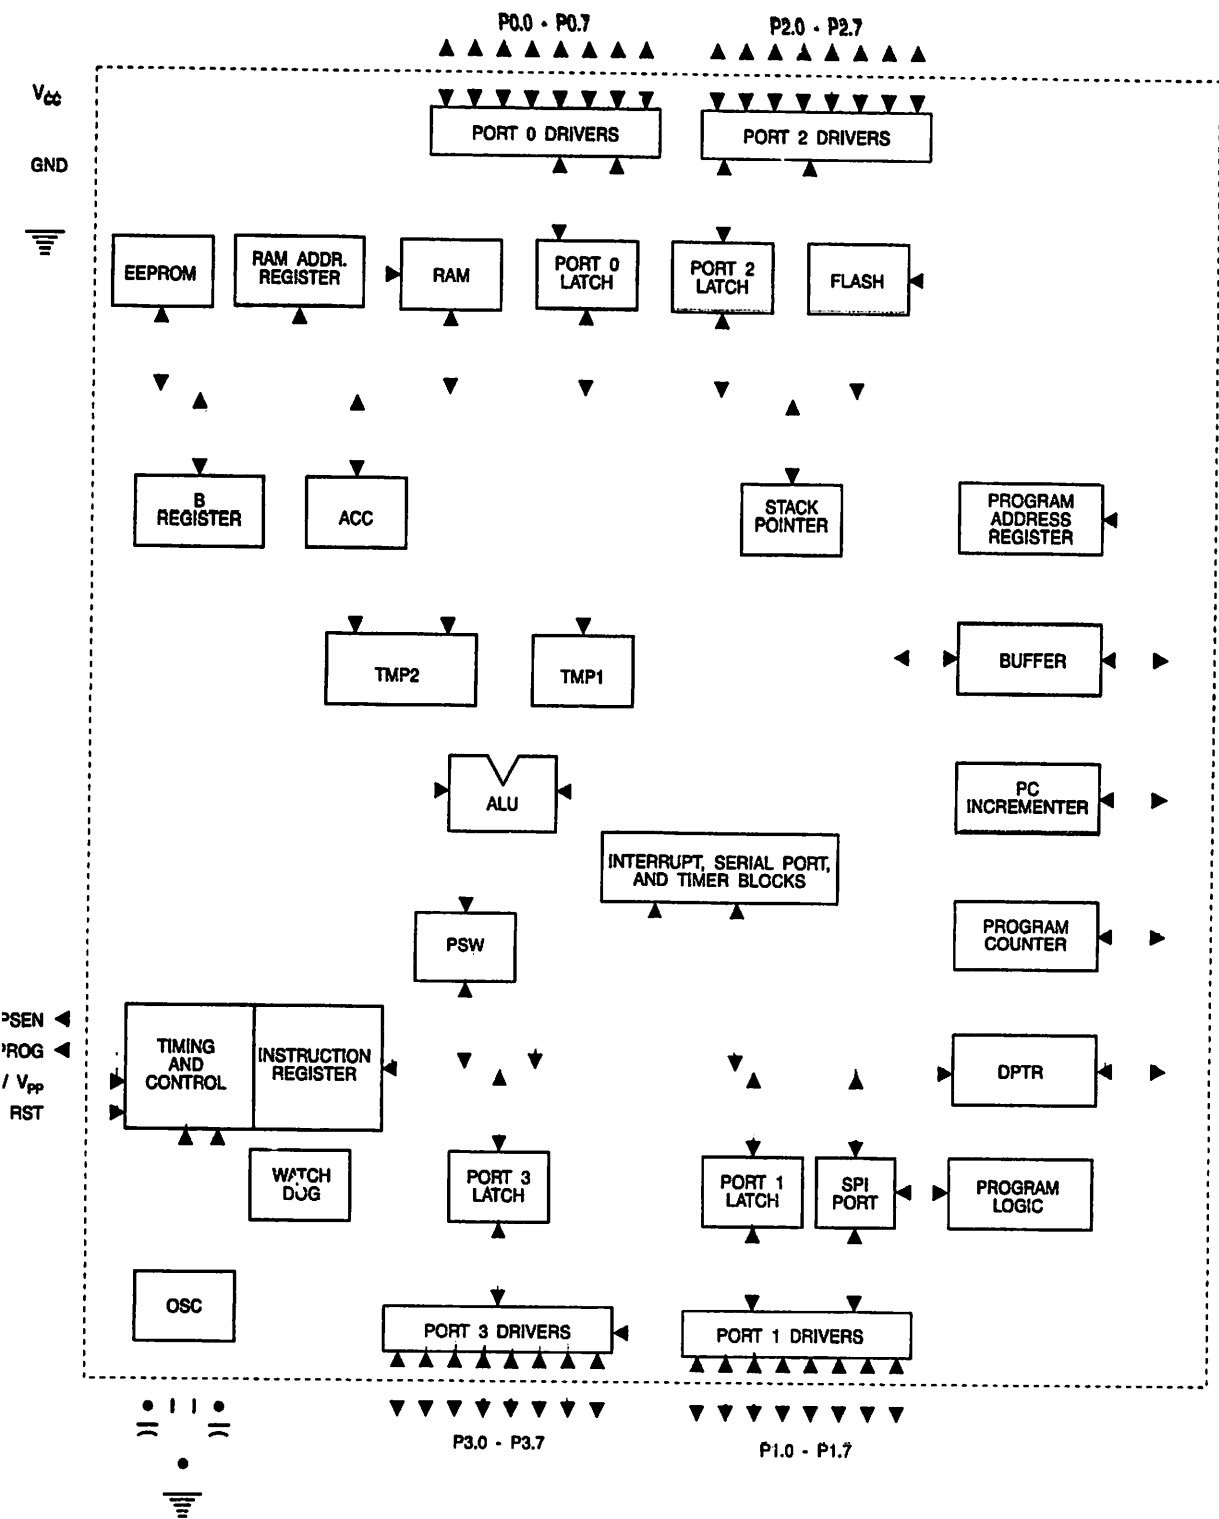 P0.0 - P0.7
P2.0 - P2.7
VCC
GND
PORT 0 DRIVERS
PORT 2 DRIVERS
EEPROM
RAM ADDR.
REGISTER
RAM
PORT 0
LATCH
PORT 2
LATCH
FLASH
B
REGISTER
ACC
STACK
POINTER
PROGRAM
ADDRESS
REGISTER
TMP2
TMP1
BUFFER
ALU
PC
INCREMENTER
INTERRUPT, SERIAL PORT,
AND TIMER BLOCKS
PSW
PROGRAM
COUNTER
PSEN
PROG
/ VPP
RST
TIMING
AND
CONTROL
INSTRUCTION
REGISTER
DPTR
WATCH
DOG
PORT 3
LATCH
PORT 1
LATCH
SPI
PORT
PROGRAM
LOGIC
OSC
PORT 3 DRIVERS
PORT 1 DRIVERS
P3.0 - P3.7
P1.0 - P1.7